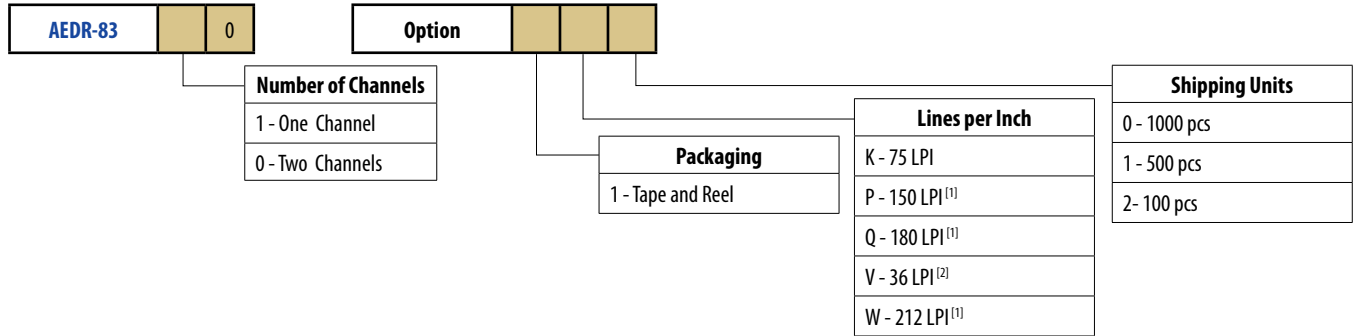 AEDR-83 0 Option
Number of Channels
1 - One Channel
0 - Two Channels
Packaging
1 - Tape and Reel
Lines per Inch
K - 75 LPI
P - 150 LPI [1]
Q - 180 LPI [1]
V - 36 LPI [2]
W - 212 LPI [1]
Shipping Units
0 - 1000 pcs
1 - 500 pcs
2- 100 pcs